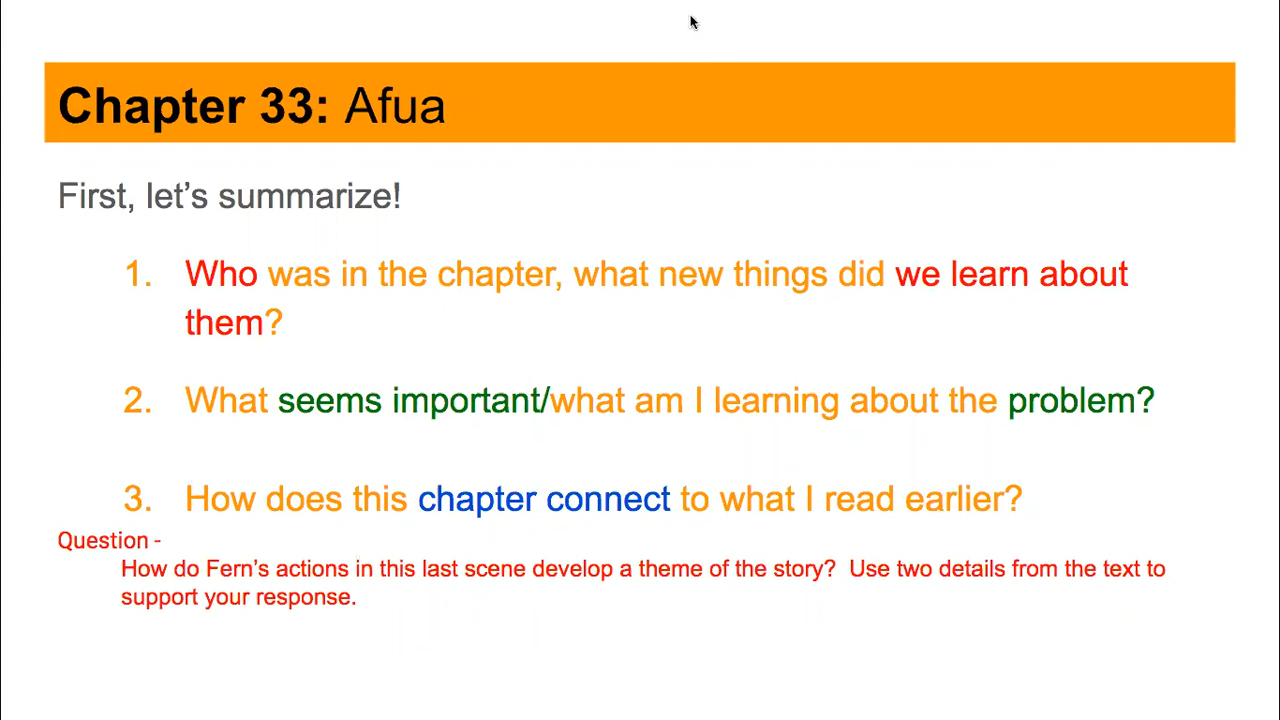 Chapter 33: Afua
First, let’s summarize!
1. Who was in the chapter, what new things did we learn about
them?
2. What seems important/what am I learning about the problem?
3. How does this chapter connect to what I read earlier?
Question -
How do Fern’s actions in this last scene develop a theme of the story? Use two details from the text to
support your response.